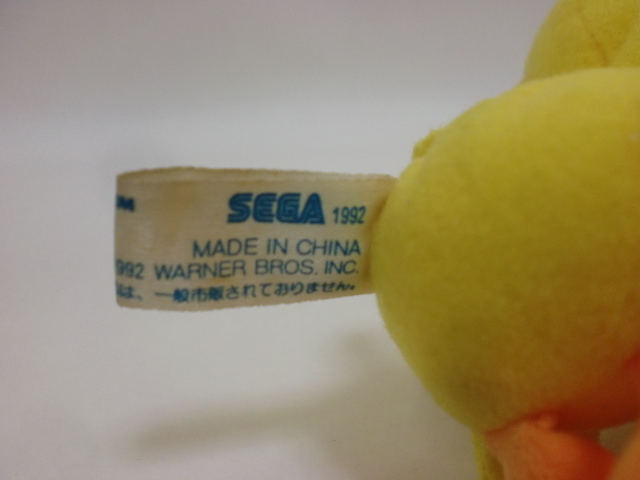 SEGA 1992
MADE IN CHINA
1992 WARNER BROS. INC.
は、一般市販されておりません。